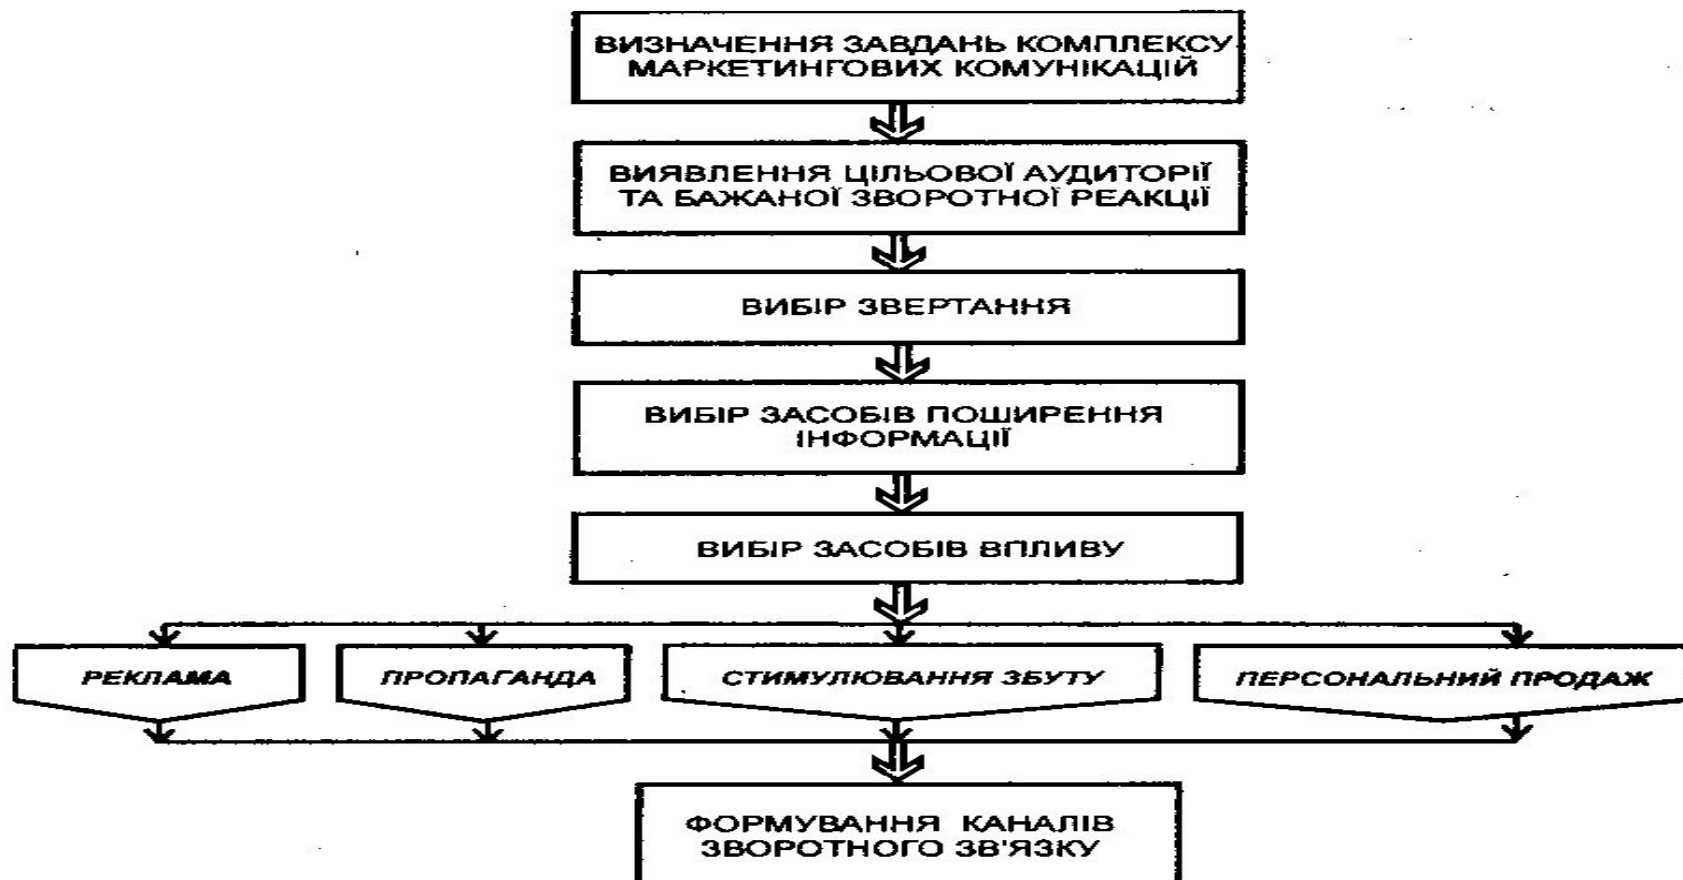 ВИЗНАЧЕННЯ ЗАВДАНЬ КОМПЛЕКСУ
МАРКЕТИНГОВИХ КОМУНІКАЦІЙ
ВИЯВЛЕННЯ ЦІЛЬОВОЇ АУДИТОРІЇ
ТА БАЖАНОЇ ЗВОРОТНОЇ РЕАКЦІЇ
ВИБІР ЗВЕРТАННЯ
ВИБІР ЗАСОБІВ ПОШИРЕННЯ
ІНФОРМАЦІЇ
ВИБІР ЗАСОБІВ ВПЛИВУ
РЕКЛАМА
ПРОПАГАНДА
СТИМУЛЮВАННЯ ЗБУТУ
ПЕРСОНАЛЬНИЙ ПРОДАЖ
ФОРМУВАННЯ КАНАЛІВ
ЗВОРОТНОГО ЗВ'ЯЗКУ